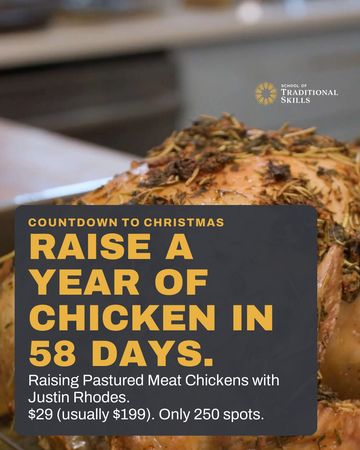 SCHOOL OF
TRADITIONAL
SKILLS
COUNTDOWN TO CHRISTMAS
RAISE A
YEAR OF
CHICKEN IN
58 DAYS.
Raising Pastured Meat Chickens with
Justin Rhodes.
$29 (usually $199). Only 250 spots.